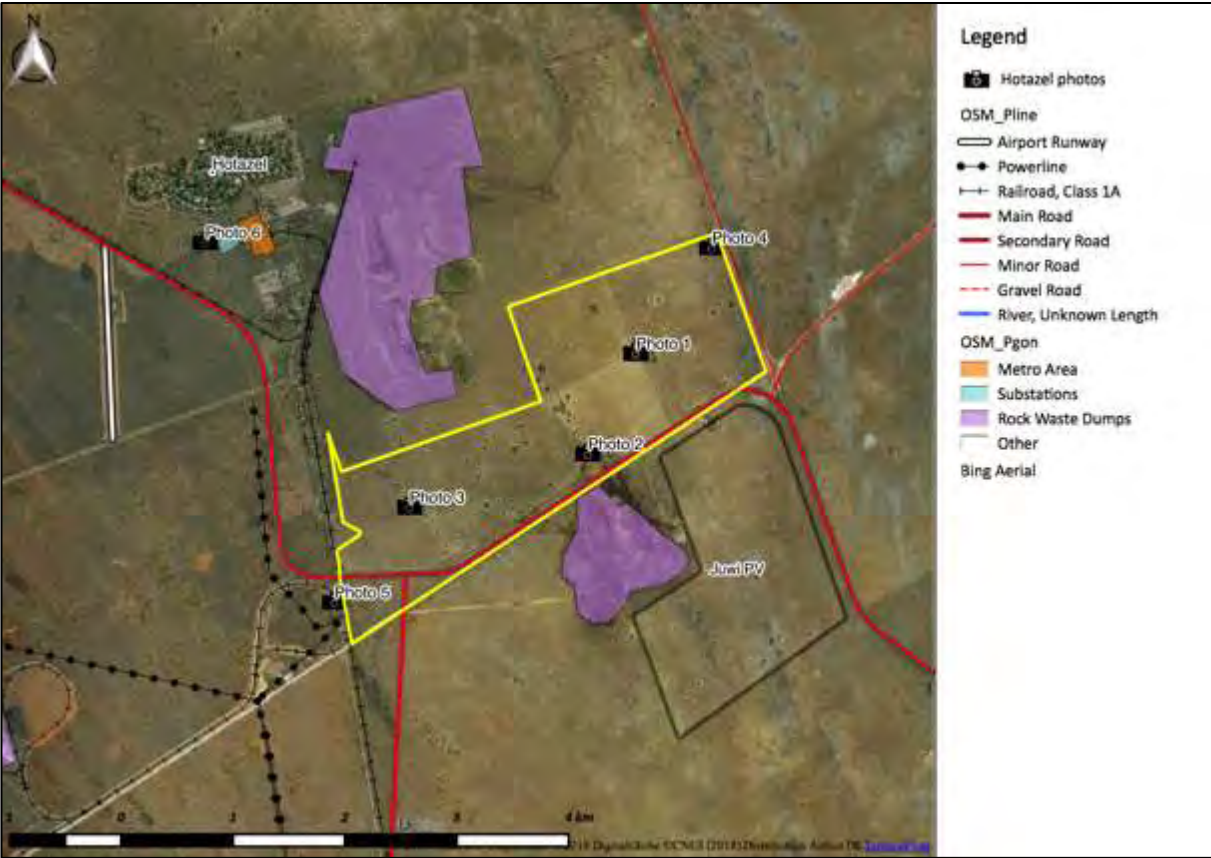 N
Legend
Hotazel photos
OSM_Pline
Airport Runway
Powerline
Railroad, Class 1A
Main Road
Secondary Road
Minor Road
Gravel Road
River, Unknown Length
OSM_Pgon
Metro Area
Substations
Rock Waste Dumps
Other
Bing Aerial
Hotazel
Photo 6
Photo 4
Photo 1
Photo 2
Photo 3
Juwi PV
Photo 5
1 0 1 2 3 4 km